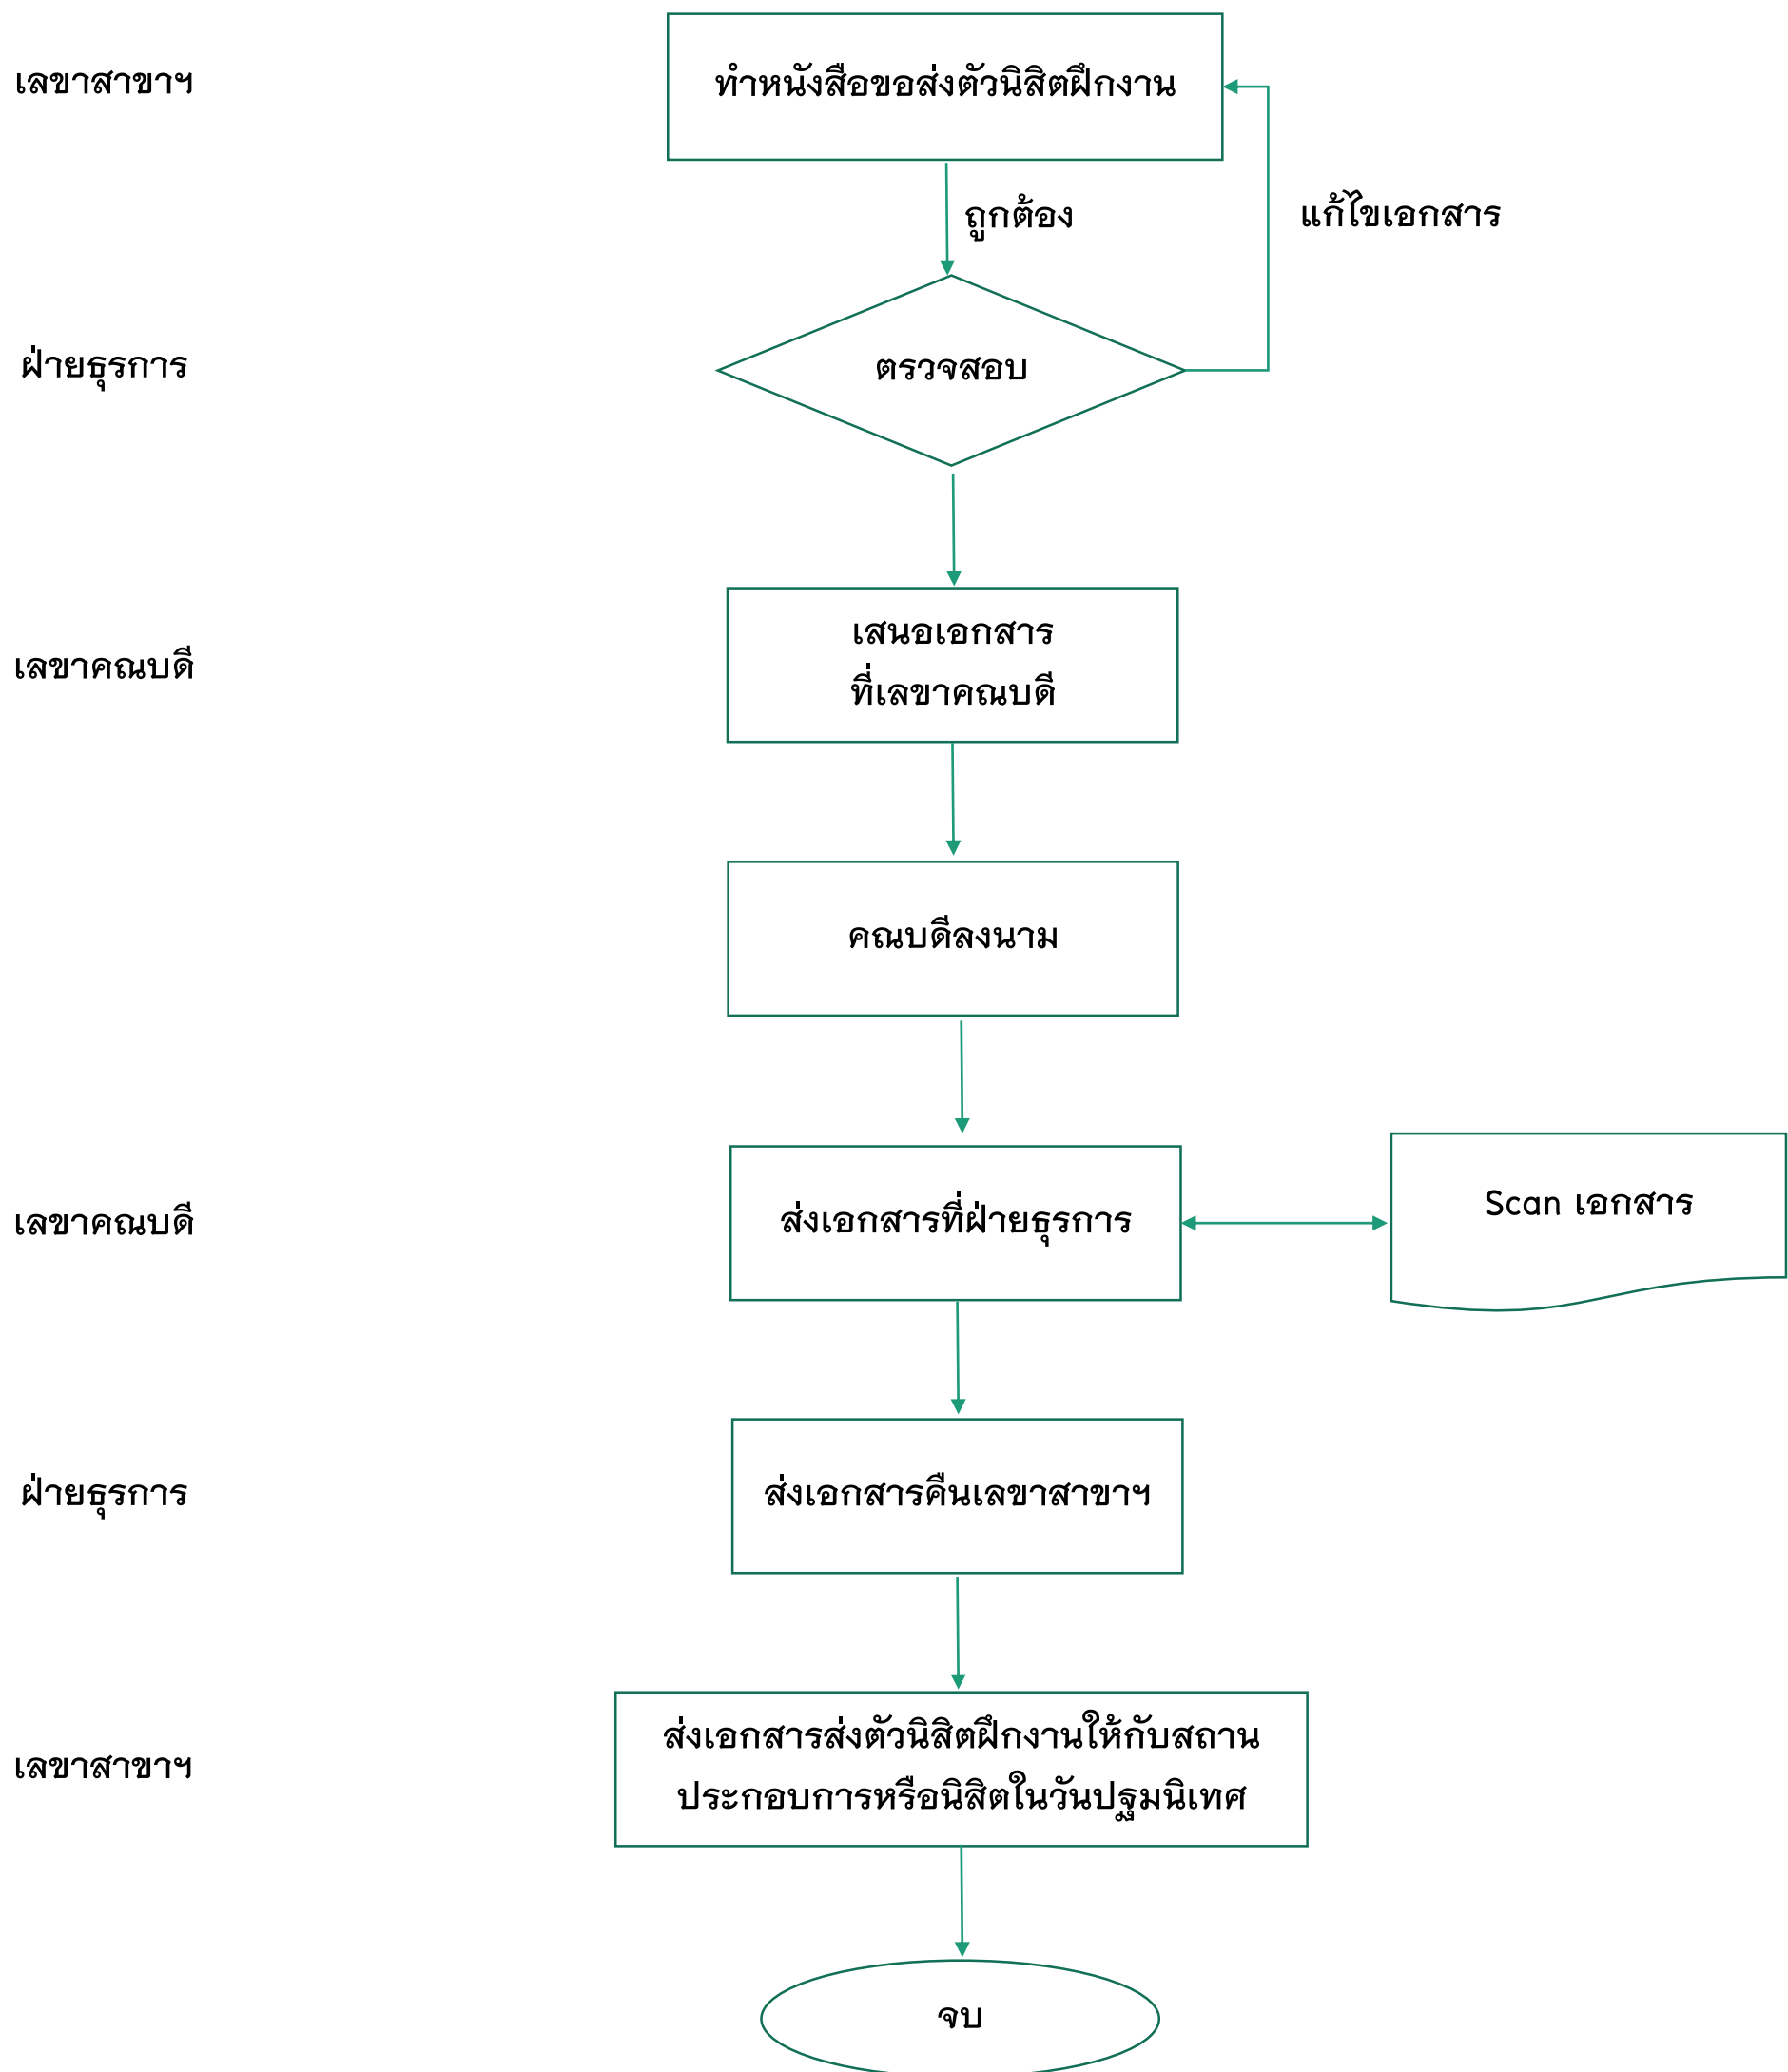 เลขาสาขาฯ
ทำหนังสือขอส่งตัวนิสิตฝึกงาน
ถูกต้อง
แก้ไขเอกสาร
ฝ่ายธุรการ
ตรวจสอบ
เลขาคณบดี
เสนอเอกสาร
ที่เลขาคณบดี
คณบดีลงนาม
เลขาคณบดี
ส่งเอกสารที่ฝ่ายธุรการ
Scan เอกสาร
ฝ่ายธุรการ
ส่งเอกสารคืนเลขาสาขาฯ
เลขาสาขาฯ
ส่งเอกสารส่งตัวนิสิตฝึกงานให้กับสถาน
ประกอบการหรือนิสิตในวันปฐมนิเทศ
จบ